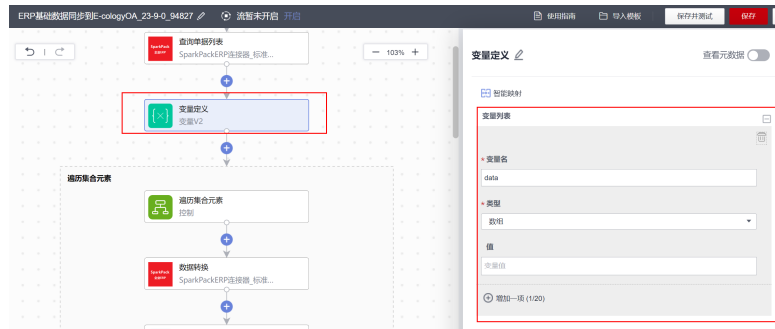 ERP基础数据同步到E-cologyOA_23-9-0_94827
流暂未开启 开启
使用指南
导入模板
保存并测试
保存
查询单据列表
SparkPackERP连接器_标准...
103%
变量定义
变量V2
遍历集合元素
遍历集合元素
控制
数据转换
SparkPackERP连接器_标准...
变量定义
查看元数据
智能映射
变量列表
* 变量名
data
* 类型
数组
值
变量值
增加一项 (1/20)